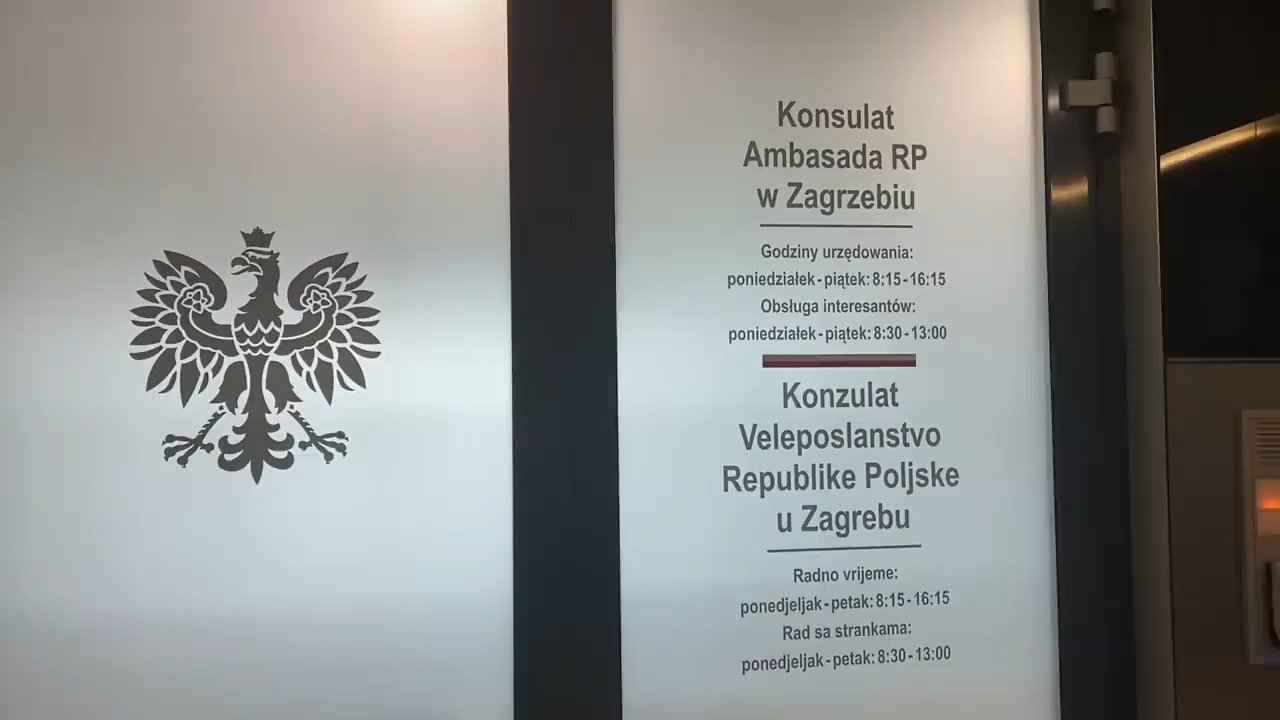 Konsulat
Ambasada RP
w Zagrzebiu
Godziny urzędowania:
poniedziałek - piątek: 8:15 - 16:15
Obsługa interesantów:
poniedziałek - piątek: 8:30 - 13:00
Konzulat
Veleposlanstvo
Republike Poljske
u Zagrebu
Radno vrijeme:
ponedjeljak - petak: 8:15 - 16:15
Rad sa strankama:
ponedjeljak - petak: 8:30 - 13:00